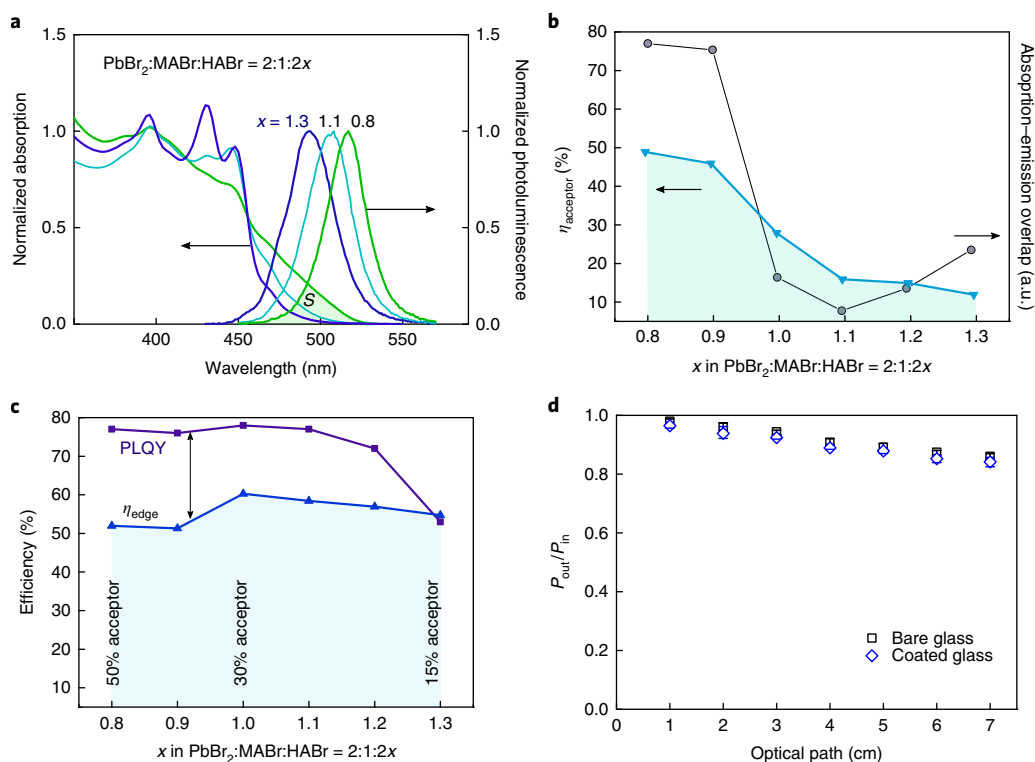 a
1.5
1.0
0.5
0.0
Normalized absorption
PbBr₂:MABr:HABr = 2:1:2x
x = 1.3 1.1 0.8
S
1.5
1.0
0.5
0.0
Normalized photoluminescence
400 450 500 550
Wavelength (nm)
b
80
70
60
50
40
30
20
10
η_acceptor (%)
Absoprition–emission
overlap (a.u.)
0.8 0.9 1.0 1.1 1.2 1.3
x in PbBr₂:MABr:HABr = 2:1:2x
c
80
70
60
50
40
30
20
10
Efficiency (%)
PLQY
η_edge
50% acceptor
30% acceptor
15% acceptor
0.8 0.9 1.0 1.1 1.2 1.3
x in PbBr₂:MABr:HABr = 2:1:2x
d
1.0
0.8
0.6
0.4
0.2
0.0
P_out/P_in
Bare glass
Coated glass
0 1 2 3 4 5 6 7
Optical path (cm)